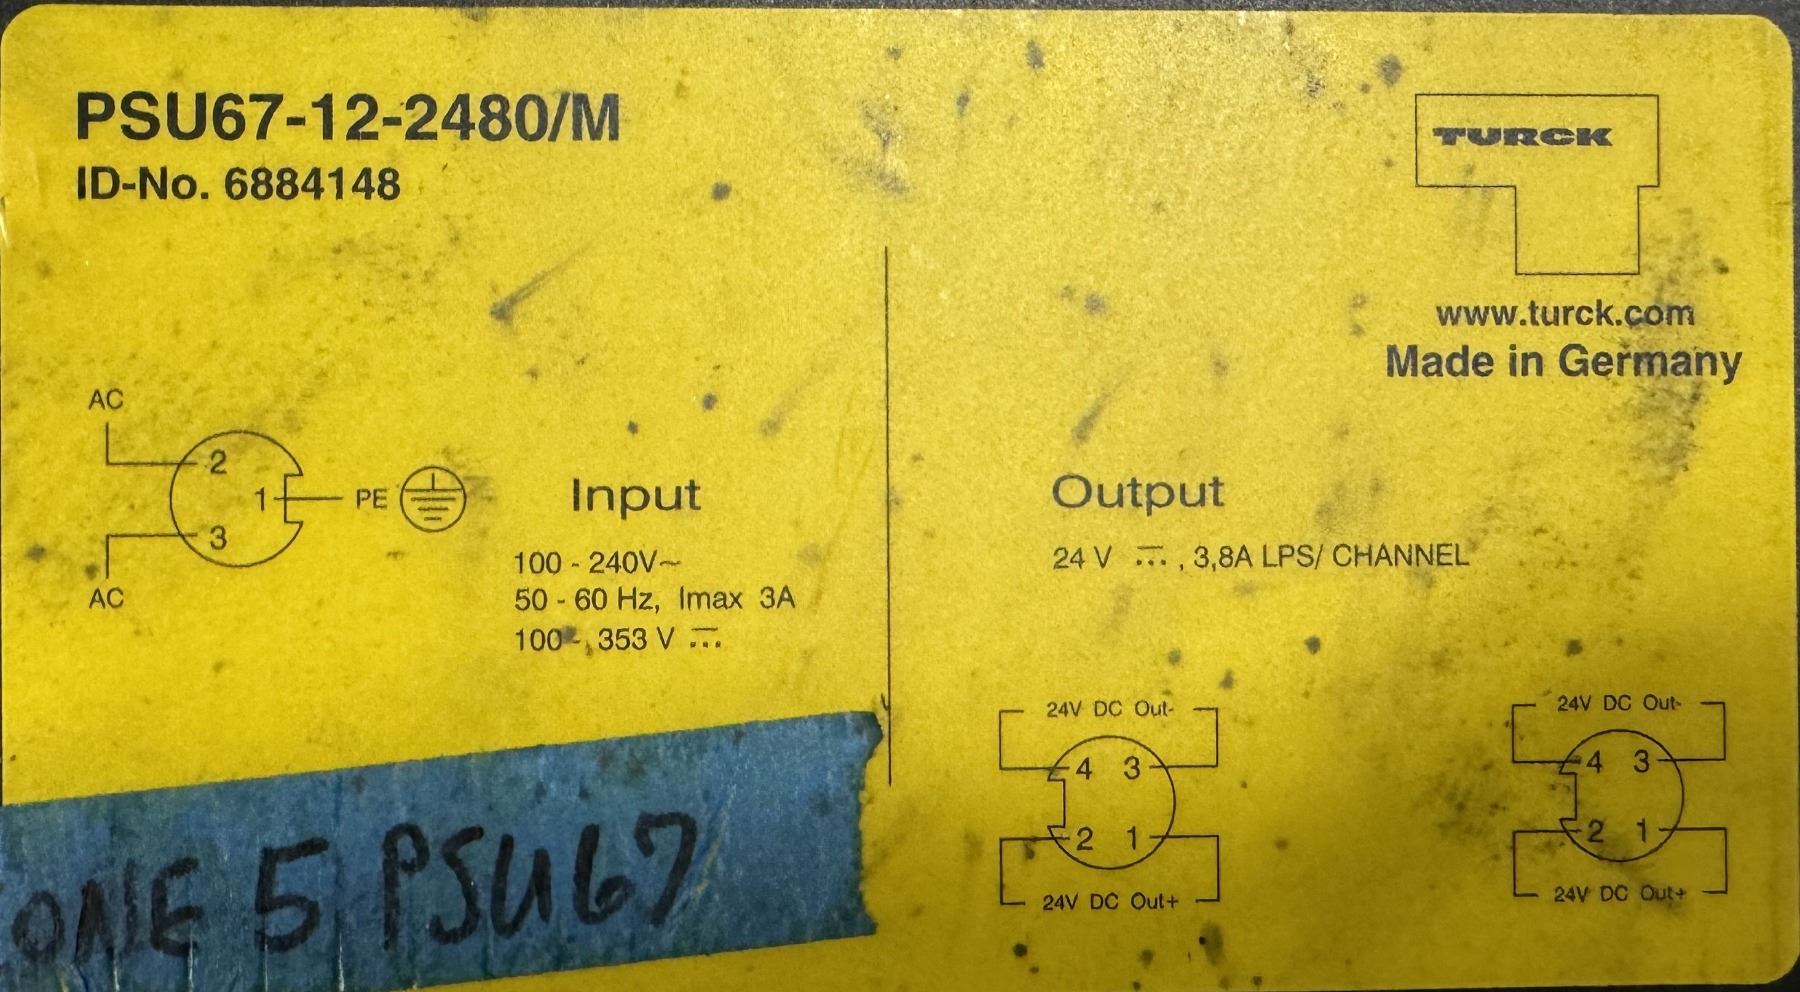 PSU67-12-2480/M
ID-No. 6884148
TURCK
www.turck.com
Made in Germany
AC
2
1
PE
3
AC
Input
100 - 240V~
50 - 60 Hz, Imax 3A
100 - 353 V ⎓
Output
24 V ⎓ , 3,8A LPS/ CHANNEL
24V DC Out-
4 3
2 1
24V DC Out+
24V DC Out-
4 3
2 1
24V DC Out+
ONE 5 PSU67